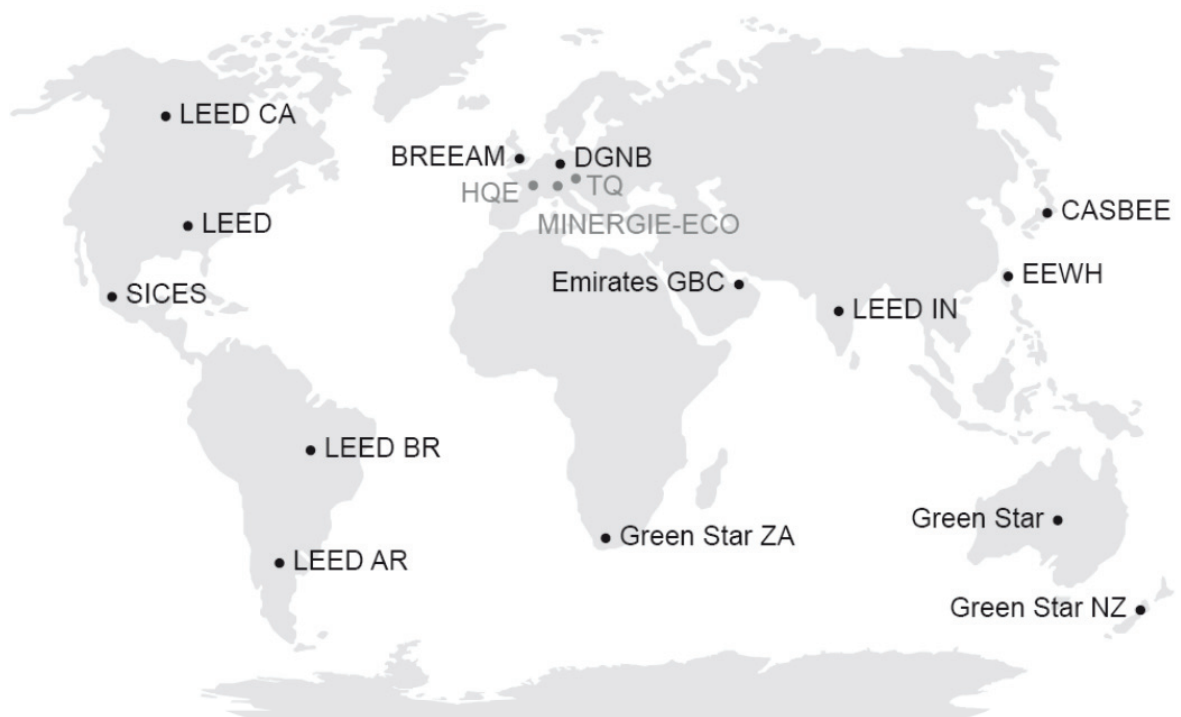 LEED CA
BREEAM
DGNB
HQE
TQ
MINERGIE-ECO
LEED
CASBEE
SICES
Emirates GBC
EEWH
LEED IN
LEED BR
Green Star
Green Star ZA
LEED AR
Green Star NZ